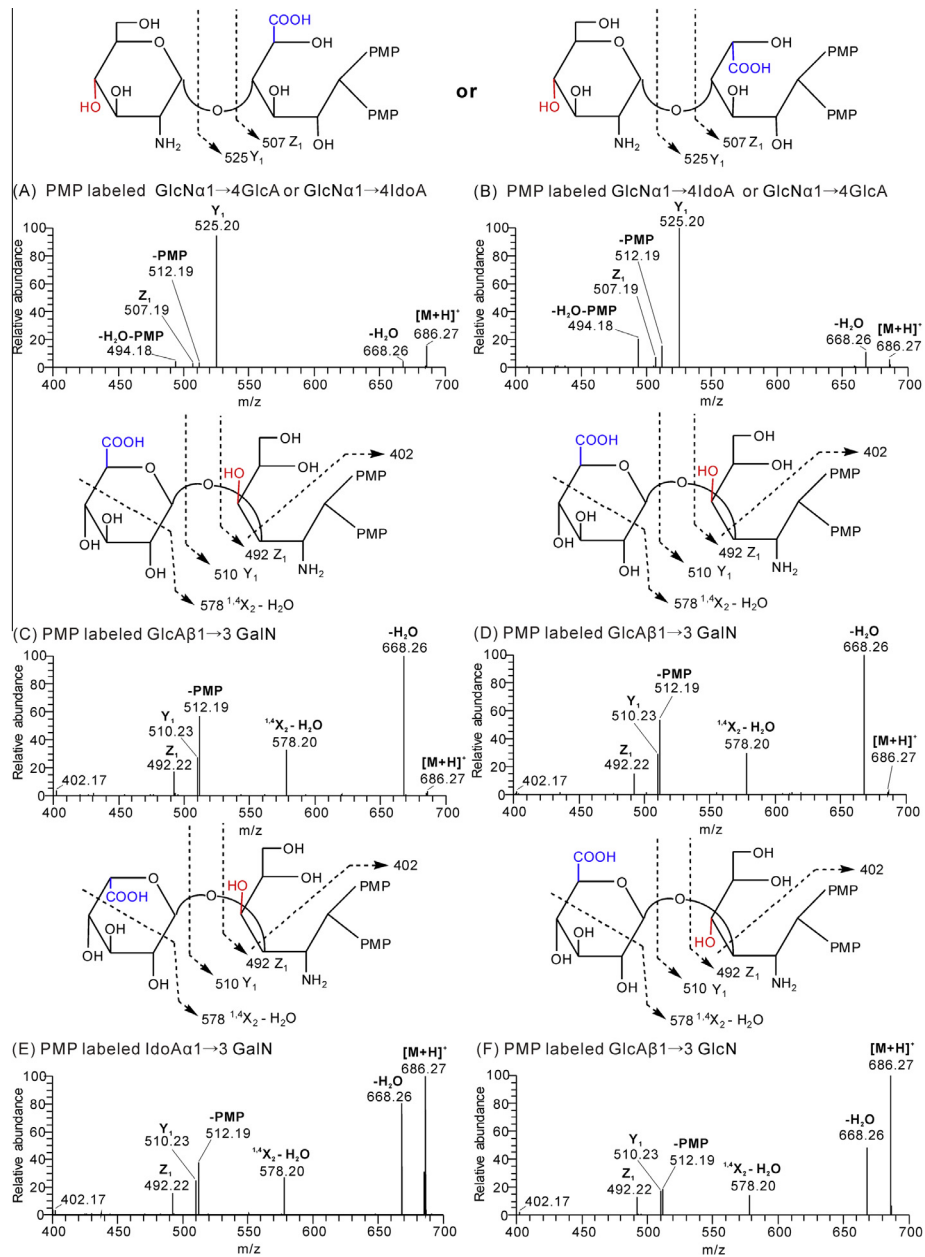 OH
COOH
O
OH
PMP
HO
OH
O
OH
PMP
NH₂
OH
507 Z₁
525 Y₁
or
OH
O
OH
COOH
PMP
HO
OH
O
OH
PMP
NH₂
OH
507 Z₁
525 Y₁
(A) PMP labeled GlcNα1→4GlcA or GlcNα1→4IdoA
Relative abundance
100
80
60
40
20
0
Y₁
525.20
-PMP
512.19
Z₁
507.19
-H₂O-PMP
494.18
-H₂O
668.26
[M+H]⁺
686.27
400 450 500 550 600 650 700
m/z
(B) PMP labeled GlcNα1→4IdoA or GlcNα1→4GlcA
Relative abundance
100
80
60
40
20
0
Y₁
525.20
-PMP
512.19
Z₁
507.19
-H₂O-PMP
494.18
-H₂O
668.26
[M+H]⁺
686.27
400 450 500 550 600 650 700
m/z
COOH
O
O
HO
OH
OH
402
PMP
OH
OH
OH
PMP
NH₂
492 Z₁
510 Y₁
578 ¹,⁴X₂ - H₂O
COOH
O
O
HO
OH
OH
402
PMP
OH
OH
OH
PMP
NH₂
492 Z₁
510 Y₁
578 ¹,⁴X₂ - H₂O
(C) PMP labeled GlcAβ1→3 GalN
Relative abundance
100
80
60
40
20
0
-H₂O
668.26
-PMP
512.19
Y₁
510.23
Z₁
492.22
402.17
¹,⁴X₂ - H₂O
578.20
[M+H]⁺
686.27
400 450 500 550 600 650 700
m/z
(D) PMP labeled GlcAβ1→3 GalN
Relative abundance
100
80
60
40
20
0
-H₂O
668.26
-PMP
512.19
Y₁
510.23
Z₁
492.22
402.17
¹,⁴X₂ - H₂O
578.20
[M+H]⁺
686.27
400 450 500 550 600 650 700
m/z
O
COOH
O
HO
OH
OH
402
PMP
OH
OH
OH
PMP
NH₂
492 Z₁
510 Y₁
578 ¹,⁴X₂ - H₂O
COOH
O
O
HO
OH
OH
402
PMP
OH
OH
OH
PMP
NH₂
492 Z₁
510 Y₁
578 ¹,⁴X₂ - H₂O
(E) PMP labeled IdoAα1→3 GalN
Relative abundance
100
80
60
40
20
0
[M+H]⁺
686.27
-H₂O
668.26
-PMP
512.19
Y₁
510.23
Z₁
492.22
402.17
¹,⁴X₂ - H₂O
578.20
400 450 500 550 600 650 700
m/z
(F) PMP labeled GlcAβ1→3 GlcN
Relative abundance
100
80
60
40
20
0
[M+H]⁺
686.27
-H₂O
668.26
-PMP
512.19
Y₁
510.23
Z₁
492.22
402.17
¹,⁴X₂ - H₂O
578.20
400 450 500 550 600 650 700
m/z